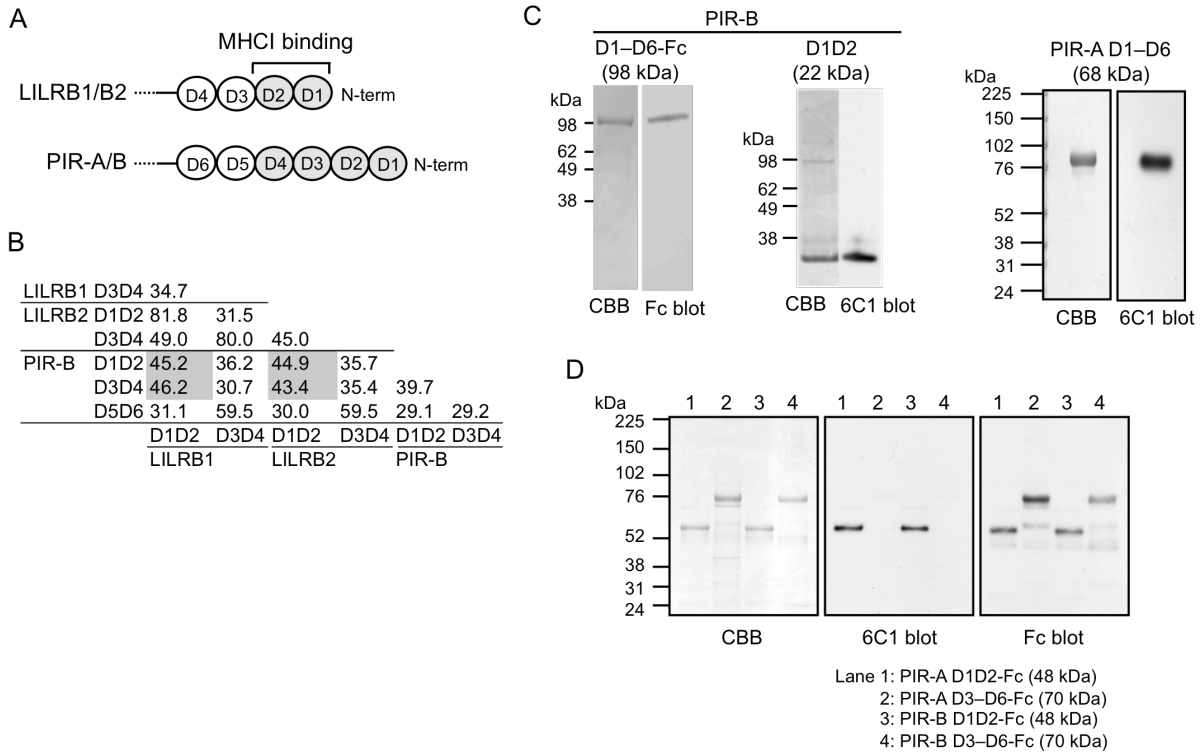 A
MHCI binding
LILRB1/B2
D4 D3 D2 D1 N-term
PIR-A/B
D6 D5 D4 D3 D2 D1 N-term
B
LILRB1 D3D4 34.7
LILRB2 D1D2 81.8 31.5
D3D4 49.0 80.0 45.0
PIR-B D1D2 45.2 36.2 44.9 35.7
D3D4 46.2 30.7 43.4 35.4 39.7
D5D6 31.1 59.5 30.0 59.5 29.1 29.2
D1D2 D3D4 D1D2 D3D4 D1D2 D3D4
LILRB1 LILRB2 PIR-B
C
PIR-B
D1–D6-Fc
(98 kDa)
kDa
98
62
49
38
CBB Fc blot
D1D2
(22 kDa)
kDa
98
62
49
38
CBB 6C1 blot
PIR-A D1–D6
(68 kDa)
kDa
225
150
102
76
52
38
31
24
CBB 6C1 blot
D
kDa
1 2 3 4 1 2 3 4 1 2 3 4
225
150
102
76
52
38
31
24
CBB 6C1 blot Fc blot
Lane 1: PIR-A D1D2-Fc (48 kDa)
2: PIR-A D3–D6-Fc (70 kDa)
3: PIR-B D1D2-Fc (48 kDa)
4: PIR-B D3–D6-Fc (70 kDa)